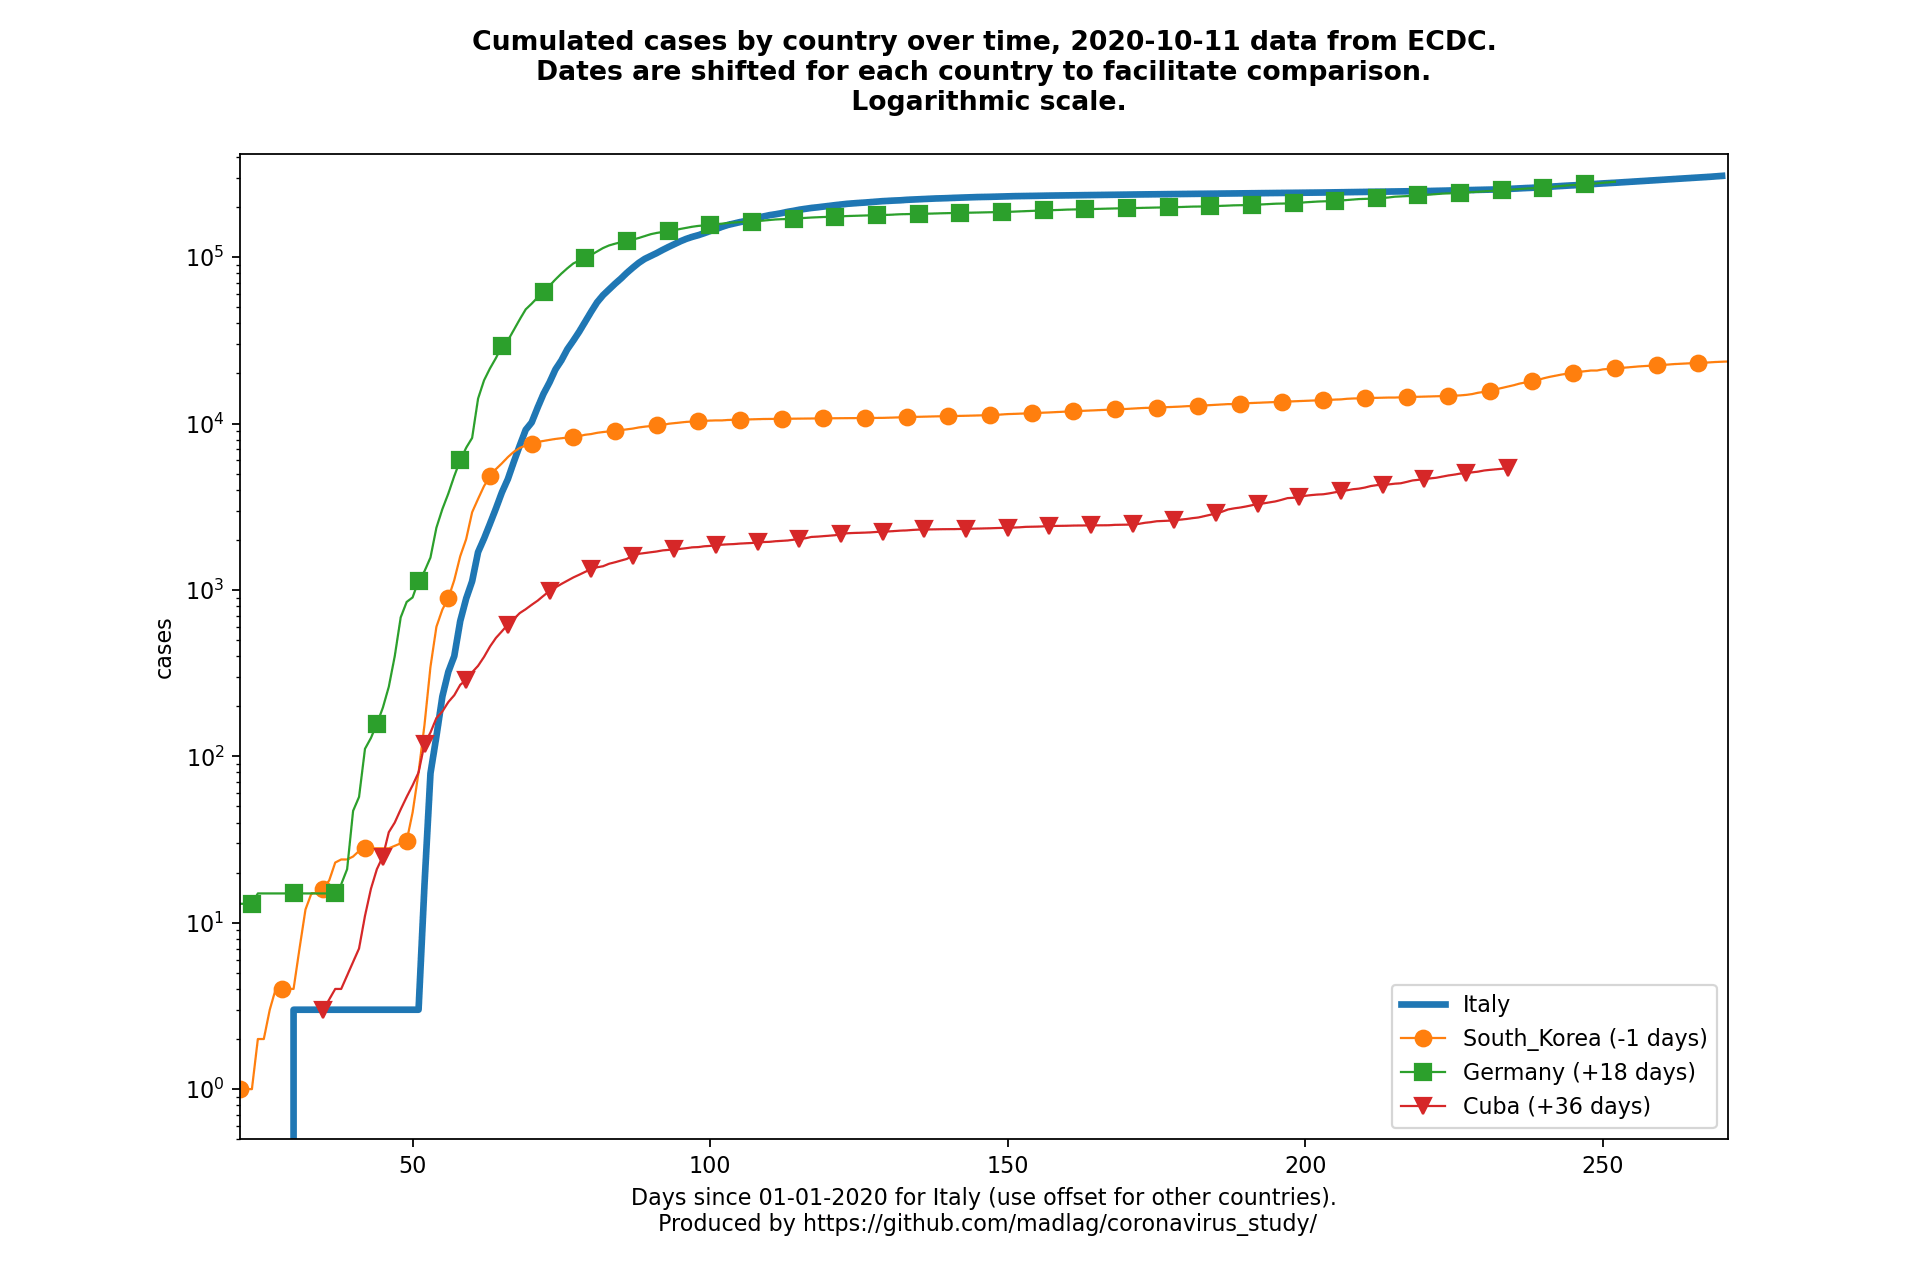 Cumulated cases by country over time, 2020-10-11 data from ECDC.
Dates are shifted for each country to facilitate comparison.
Logarithmic scale.
10^5
10^4
10^3
10^2
10^1
10^0
cases
50
100
150
200
250
Italy
South_Korea (-1 days)
Germany (+18 days)
Cuba (+36 days)
Days since 01-01-2020 for Italy (use offset for other countries).
Produced by https://github.com/madlag/coronavirus_study/